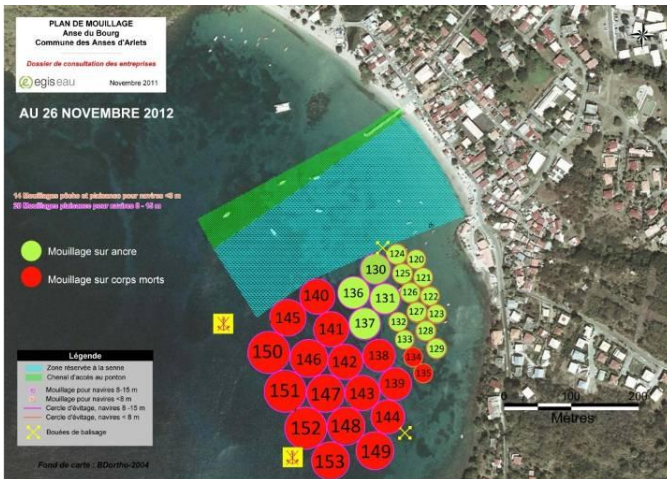 PLAN DE MOUILLAGE
Anse du Bourg
Commune des Anses d'Arlets
Dossier de consultation des entreprises
egis eau
Novembre 2011
AU 26 NOVEMBRE 2012
14 Mouillages pêche et plaisance pour navires <8 m
20 Mouillages plaisance pour navires 8 - 15 m
Mouillage sur ancre
Mouillage sur corps morts
124
120
130
125
121
136
131
126
122
127
123
140
137
132
128
145
141
133
129
150
146
142
138
134
135
151
147
143
139
152
148
144
153
149
Légende
Zone réservée à la senne
Chenal d'accès au ponton
Mouillage pour navires 8-15 m
Mouillage pour navires <8 m
Cercle d'évitage, navires 8 -15 m
Cercle d'évitage, navires < 8 m
Bouées de balisage
Fond de carte : BDortho-2004
0 100 200
Mètres